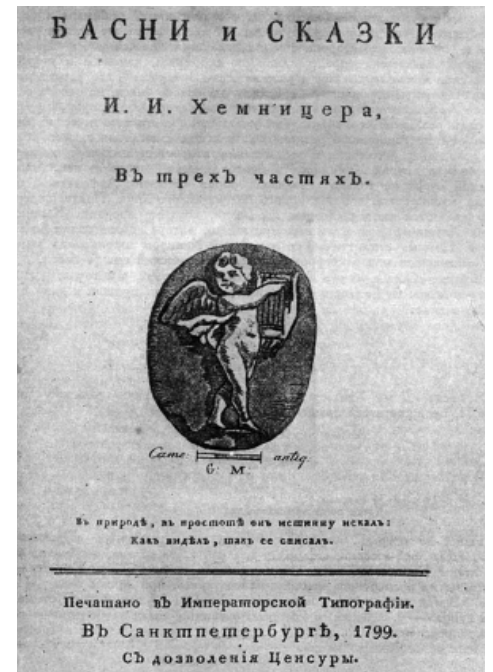 БАСНИ и СКАЗКИ
И. И. Хемницера,
Въ трехъ частяхъ.
Came antiq
G. M.
Въ природѣ, въ простотѣ онъ истинну искалъ:
Какъ видѣлъ, такъ ее списалъ.
Печатано въ Императорской Типографіи.
Въ Санктпетербургѣ, 1799.
Съ дозволенія Ценсуры.